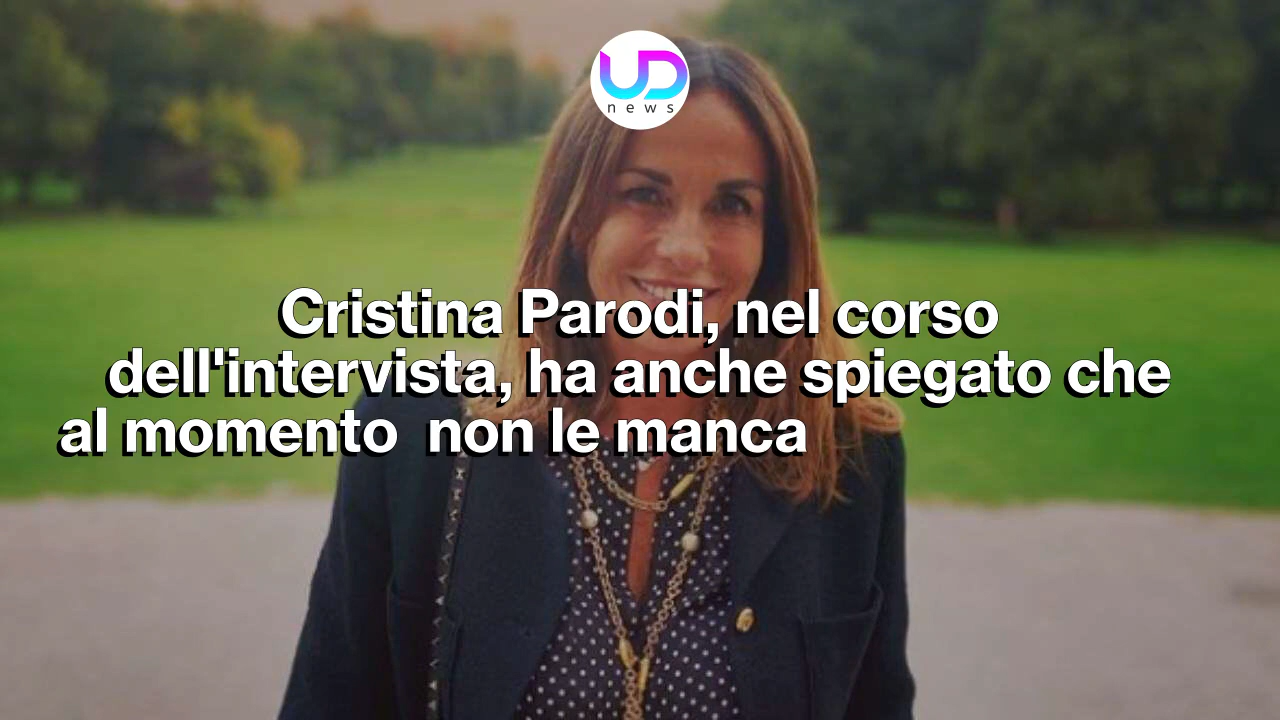 UD
news
Cristina Parodi, nel corso
dell'intervista, ha anche spiegato che
al momento  non le manca